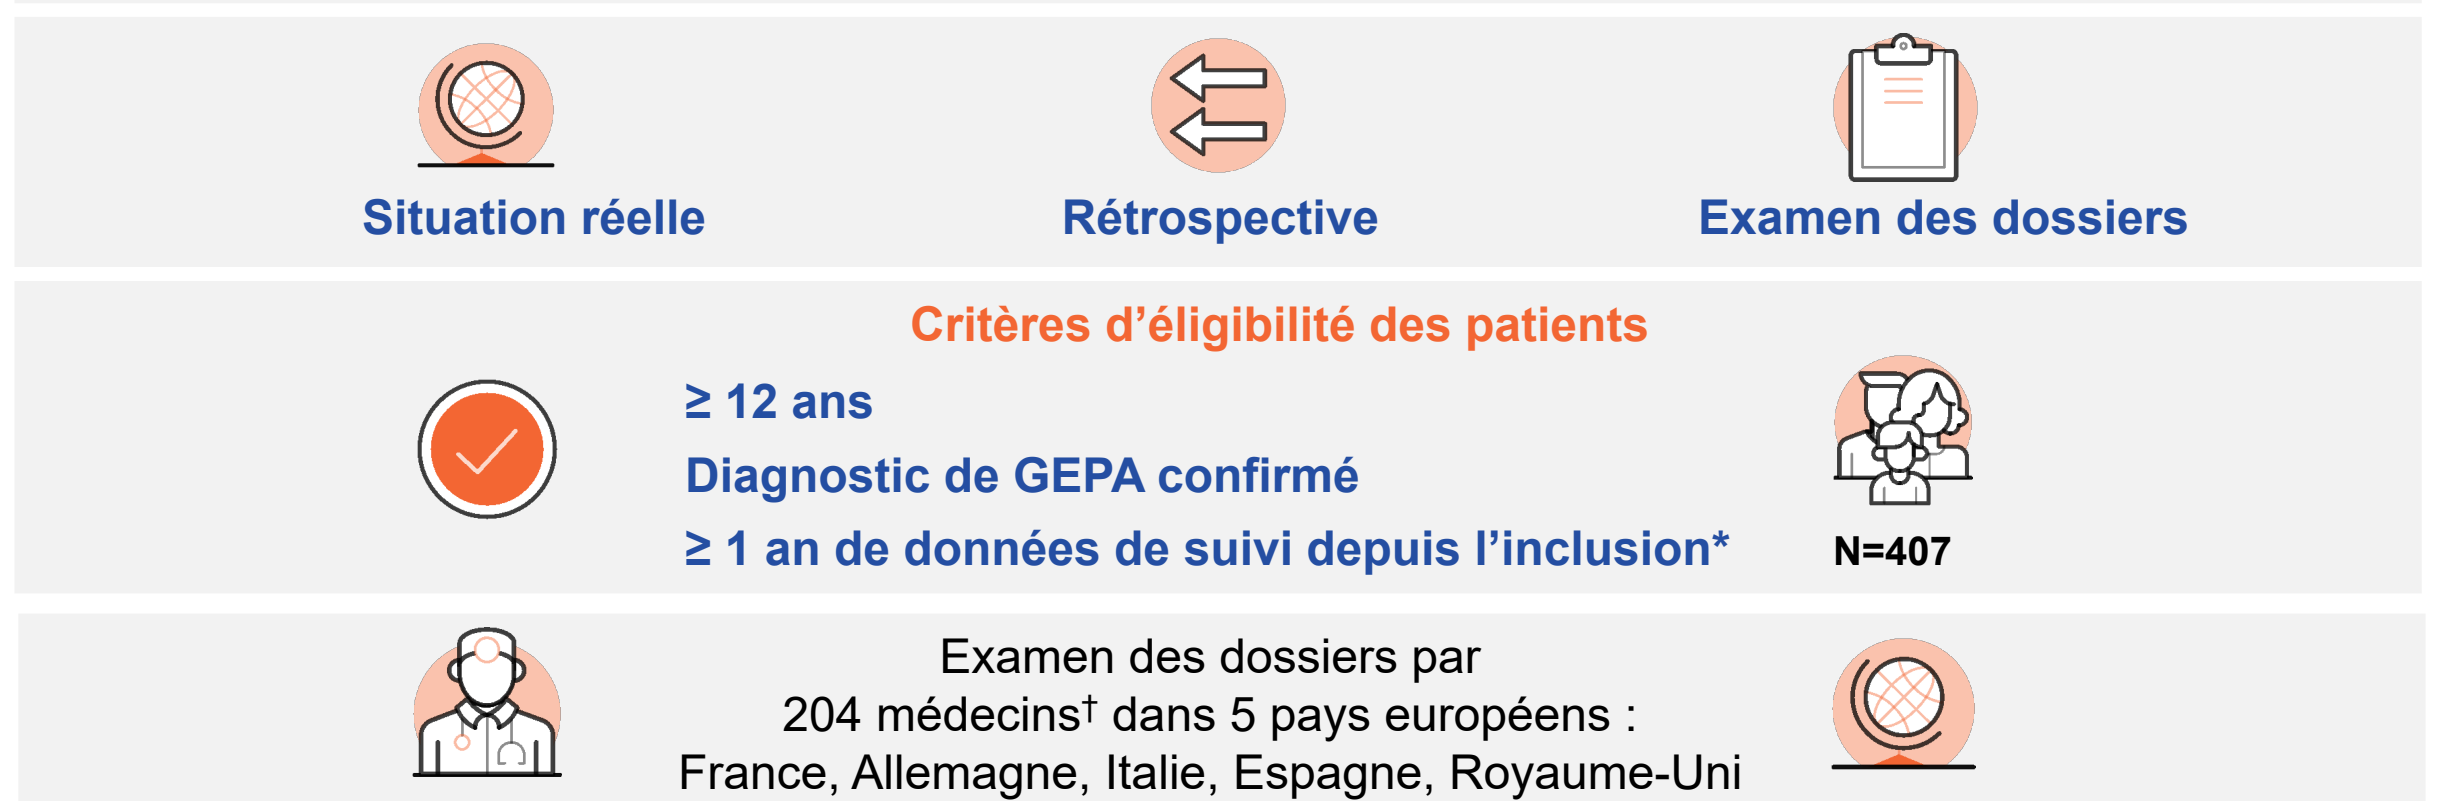 Situation réelle
Rétrospective
Examen des dossiers
Critères d’éligibilité des patients
≥ 12 ans
Diagnostic de GEPA confirmé
≥ 1 an de données de suivi depuis l’inclusion*
N=407
Examen des dossiers par
204 médecins† dans 5 pays européens :
France, Allemagne, Italie, Espagne, Royaume-Uni